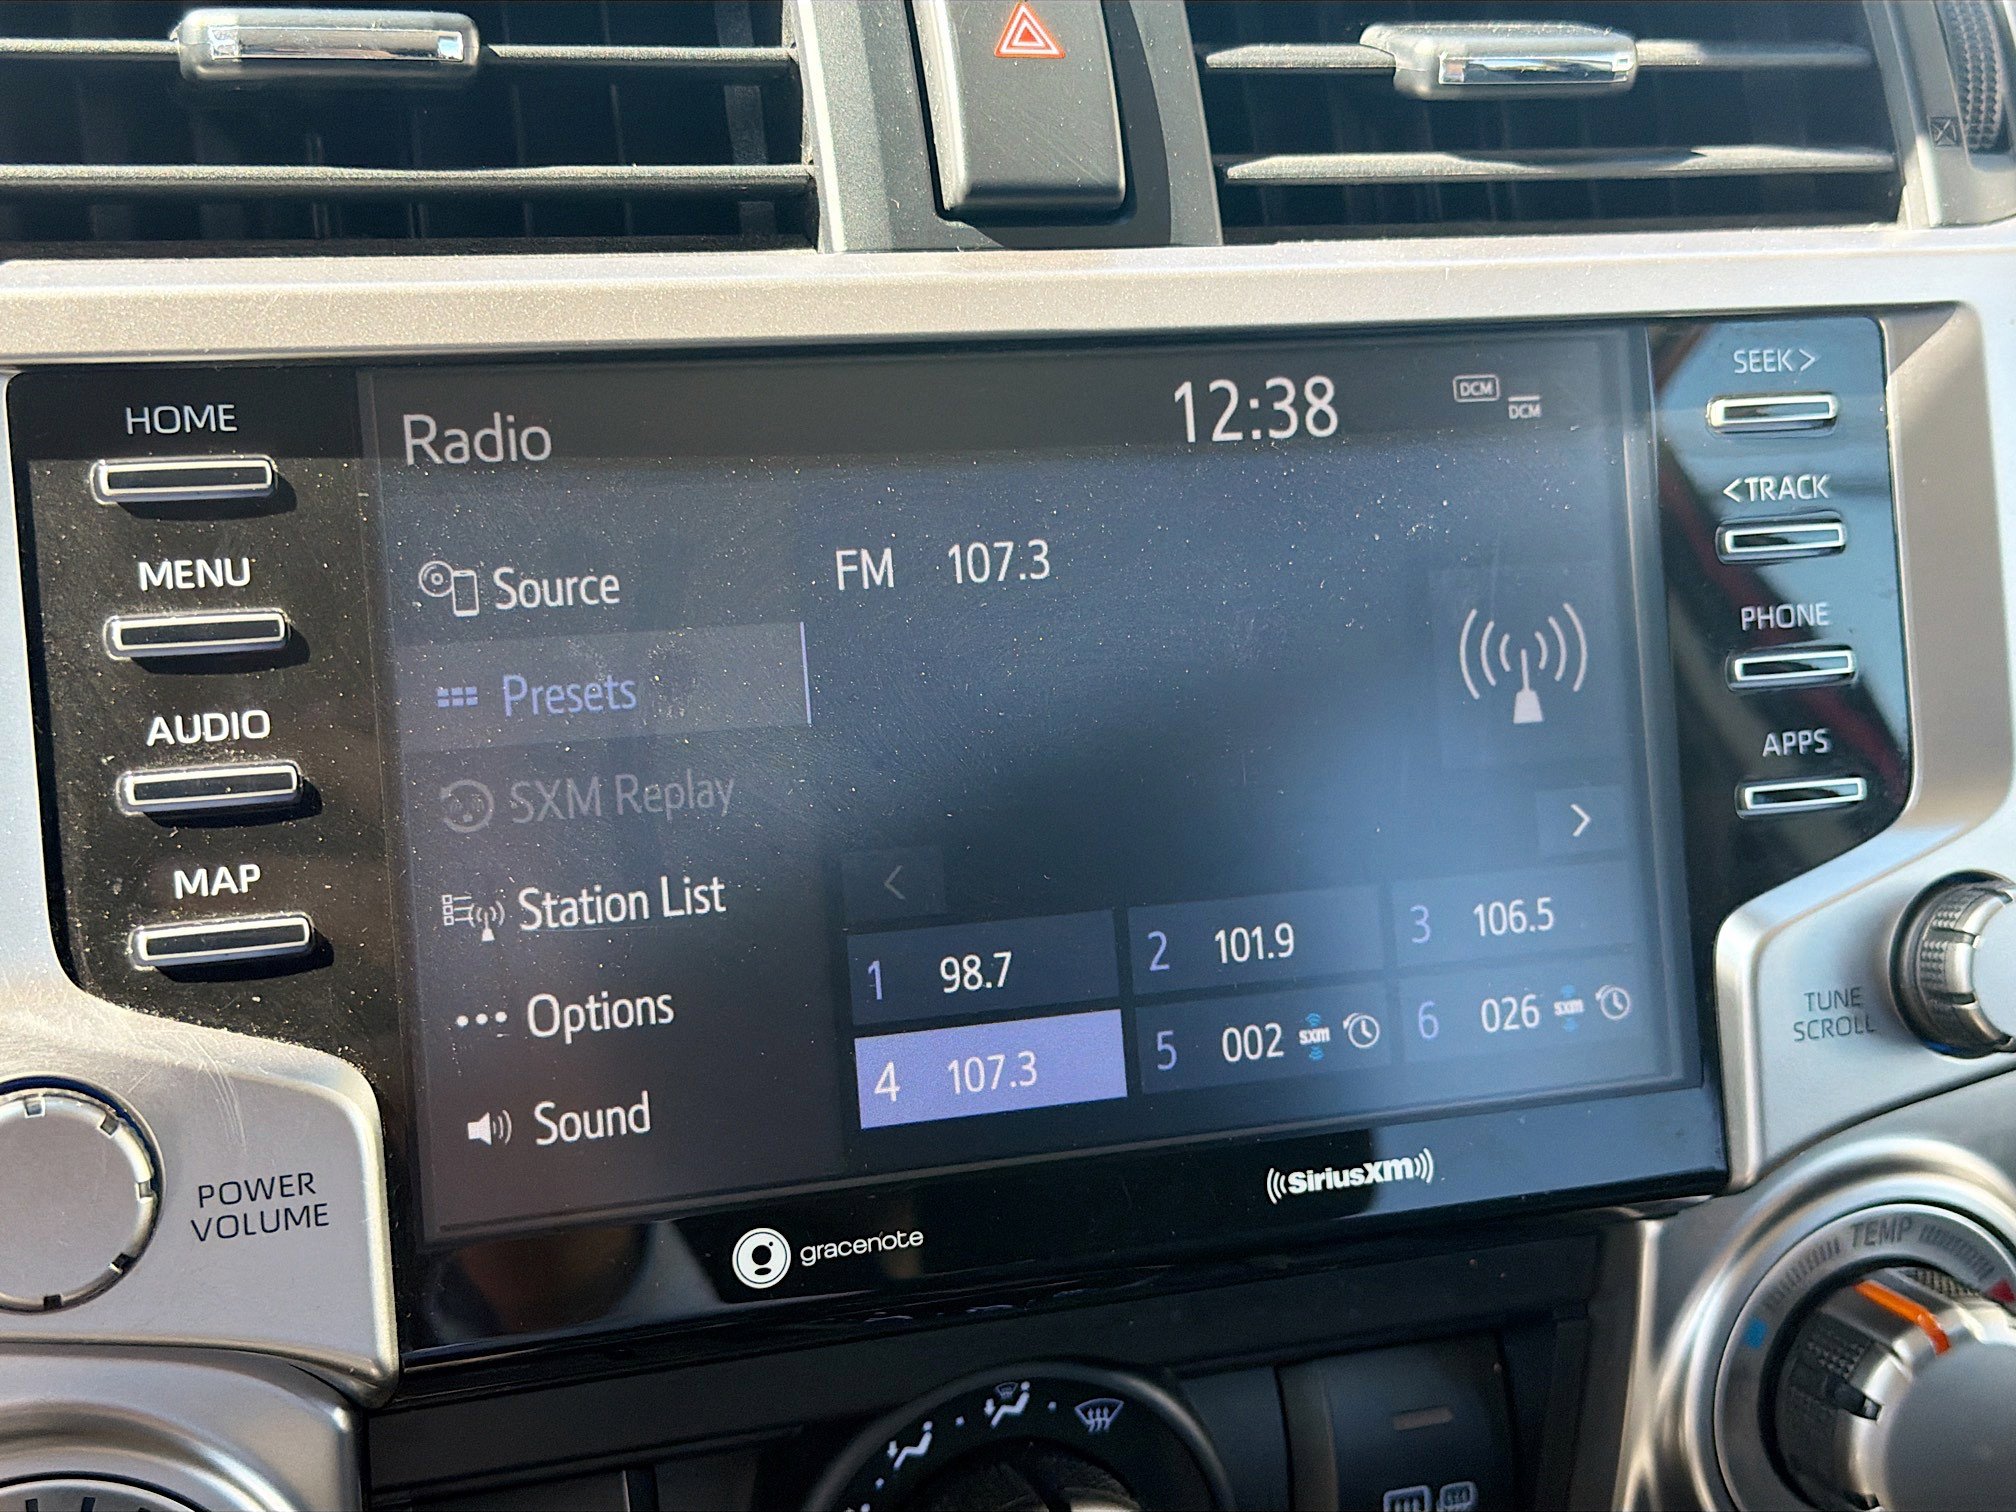 HOME
MENU
AUDIO
MAP
POWER
VOLUME
Radio
12:38
DCM
DCM
Source
Presets
SXM Replay
Station List
Options
Sound
FM 107.3
<
>
1 98.7
2 101.9
3 106.5
4 107.3
5 002 sxm
6 026 sxm
gracenote
SiriusXM
SEEK >
< TRACK
PHONE
APPS
TUNE
SCROLL
TEMP